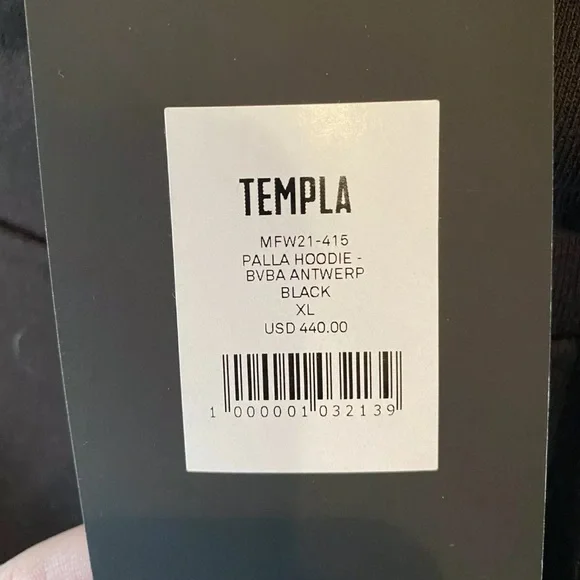 TEMPLA
MFW21-415
PALLA HOODIE -
BVBA ANTWERP
BLACK
XL
USD 440.00
1 000001 032139